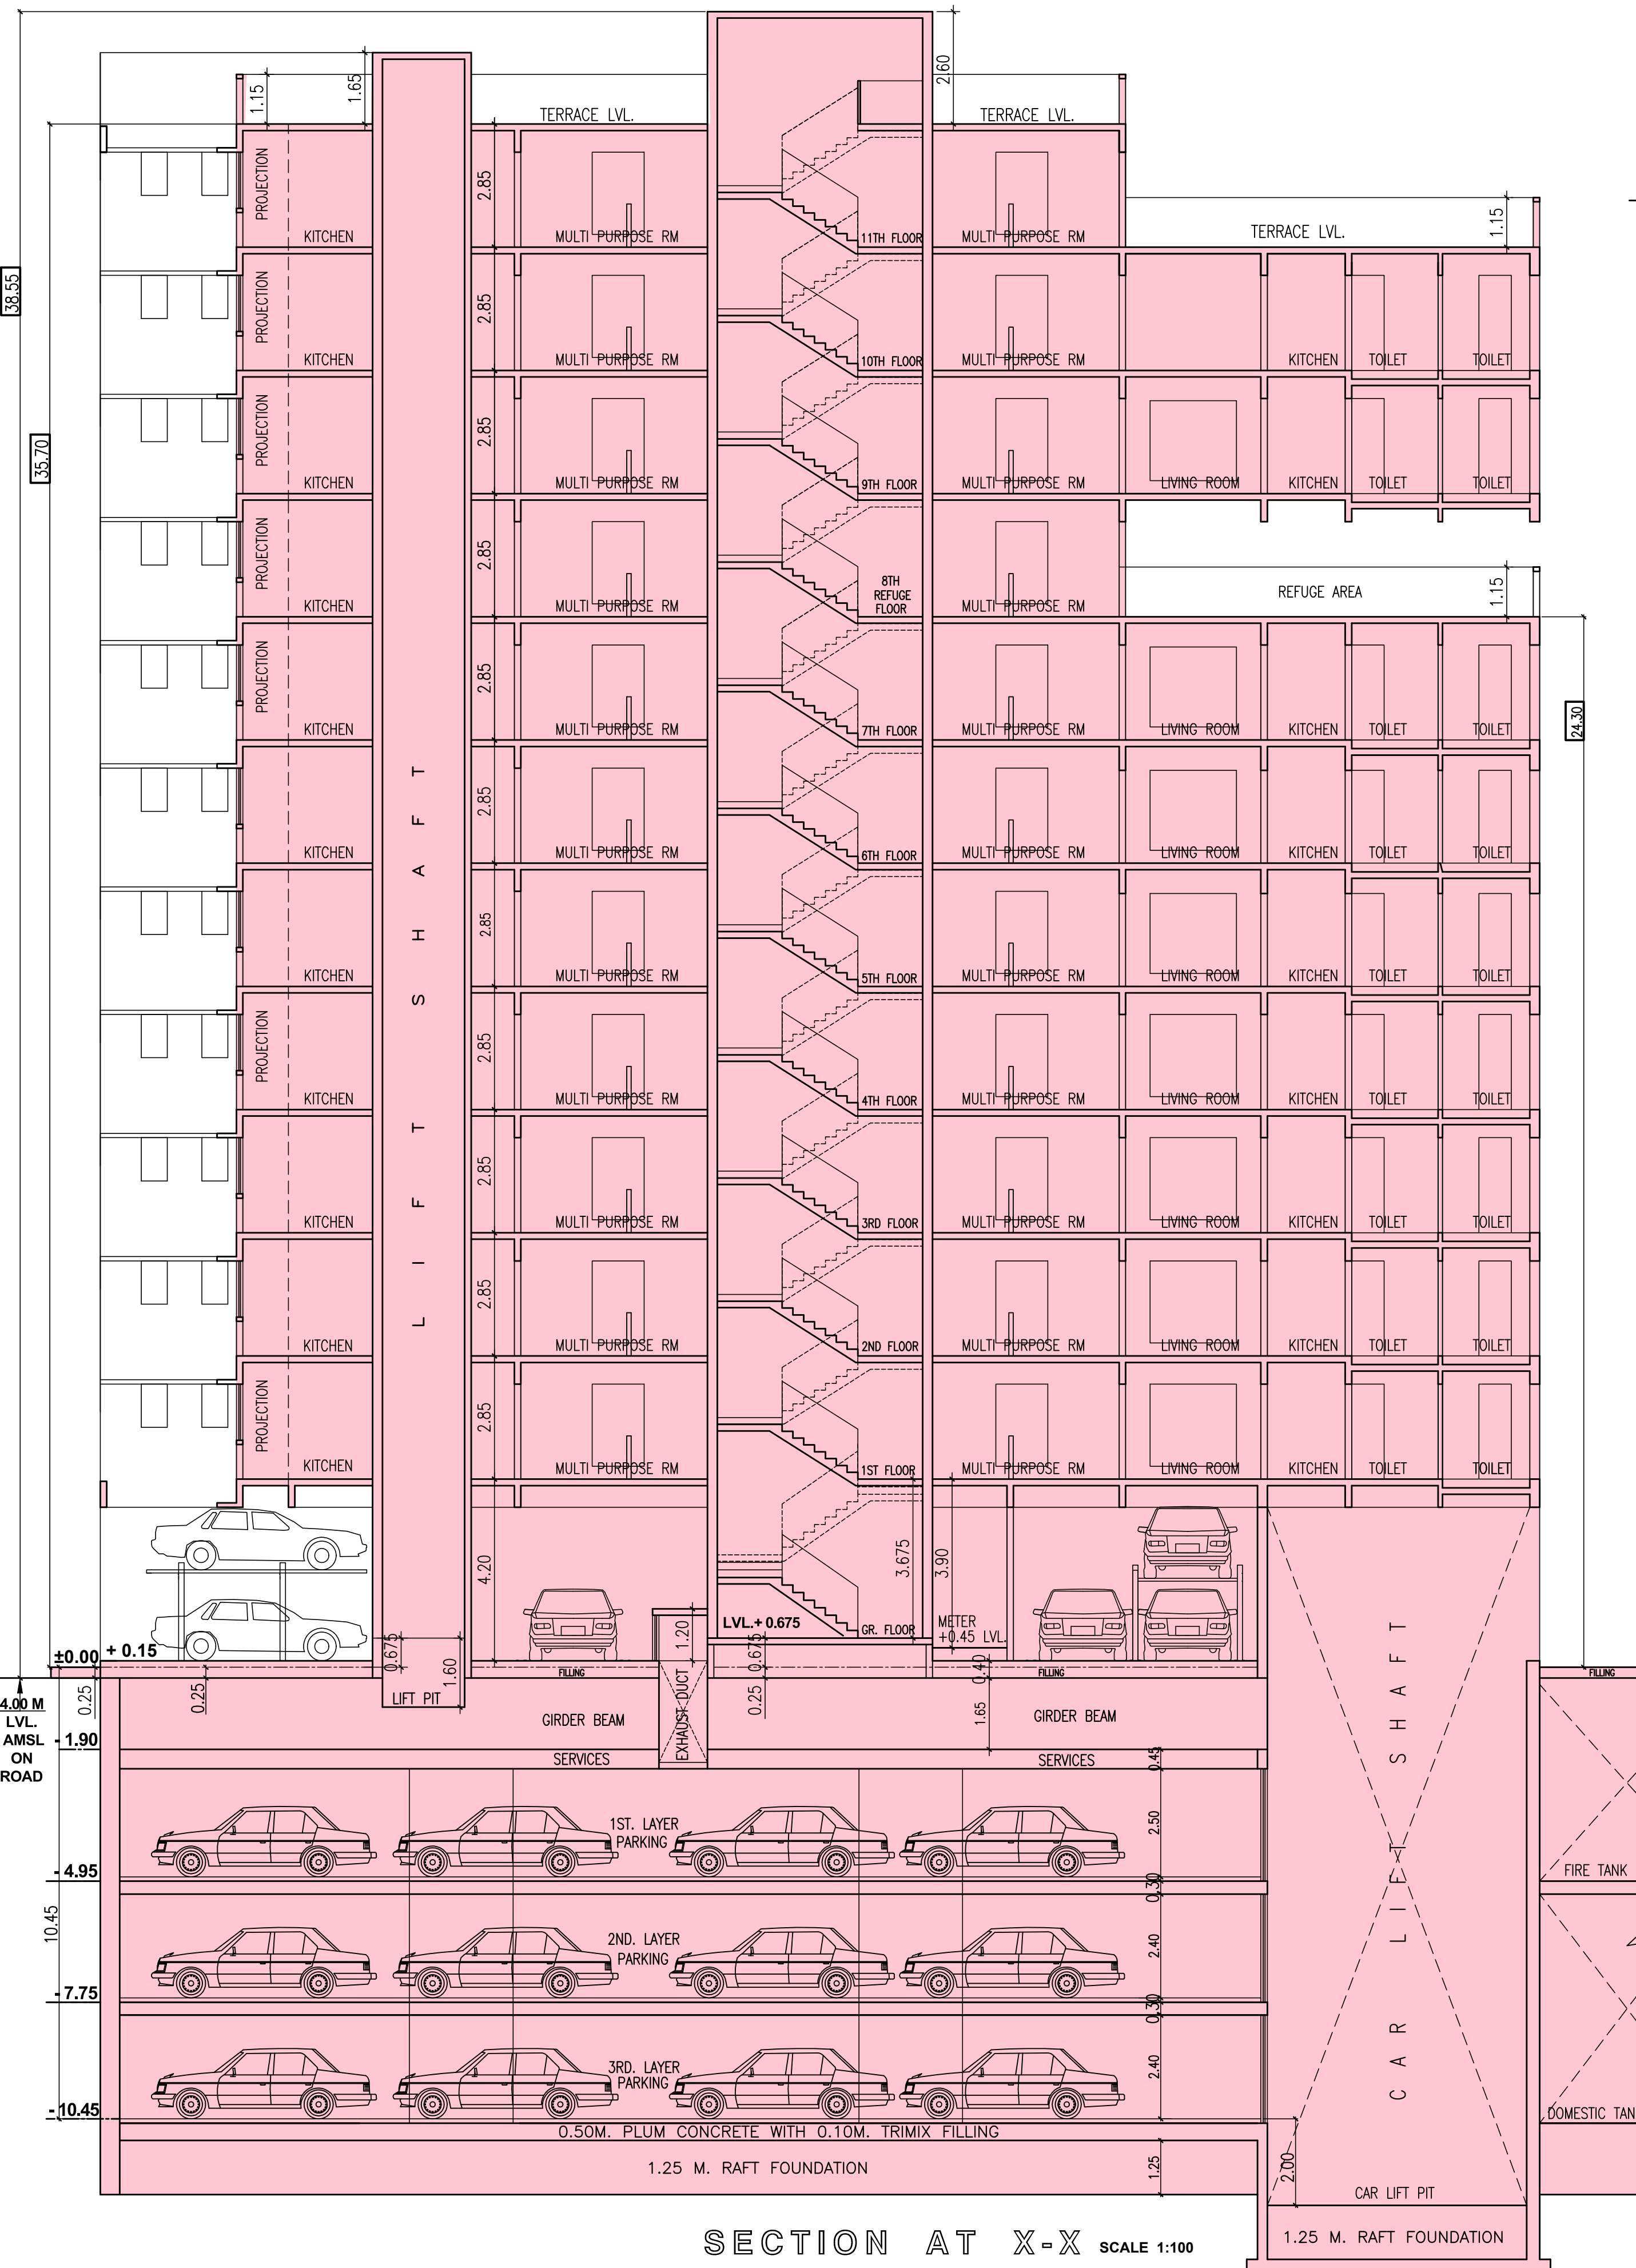 2.60
1.65
1.15
TERRACE LVL.
TERRACE LVL.
38.55
35.70
PROJECTION
2.85
KITCHEN
MULTI PURPOSE RM
11TH FLOOR
MULTI PURPOSE RM
TERRACE LVL.
1.15
PROJECTION
2.85
KITCHEN
MULTI PURPOSE RM
10TH FLOOR
MULTI PURPOSE RM
KITCHEN
TOILET
TOILET
PROJECTION
2.85
KITCHEN
MULTI PURPOSE RM
9TH FLOOR
MULTI PURPOSE RM
LIVING ROOM
KITCHEN
TOILET
TOILET
PROJECTION
2.85
KITCHEN
MULTI PURPOSE RM
8TH
REFUGE
FLOOR
MULTI PURPOSE RM
REFUGE AREA
1.15
24.30
PROJECTION
2.85
KITCHEN
MULTI PURPOSE RM
7TH FLOOR
MULTI PURPOSE RM
LIVING ROOM
KITCHEN
TOILET
TOILET
LIFT SHAFT
2.85
KITCHEN
MULTI PURPOSE RM
6TH FLOOR
MULTI PURPOSE RM
LIVING ROOM
KITCHEN
TOILET
TOILET
2.85
KITCHEN
MULTI PURPOSE RM
5TH FLOOR
MULTI PURPOSE RM
LIVING ROOM
KITCHEN
TOILET
TOILET
PROJECTION
2.85
KITCHEN
MULTI PURPOSE RM
4TH FLOOR
MULTI PURPOSE RM
LIVING ROOM
KITCHEN
TOILET
TOILET
2.85
KITCHEN
MULTI PURPOSE RM
3RD FLOOR
MULTI PURPOSE RM
LIVING ROOM
KITCHEN
TOILET
TOILET
2.85
KITCHEN
MULTI PURPOSE RM
2ND FLOOR
MULTI PURPOSE RM
LIVING ROOM
KITCHEN
TOILET
TOILET
PROJECTION
2.85
KITCHEN
MULTI PURPOSE RM
1ST FLOOR
MULTI PURPOSE RM
LIVING ROOM
KITCHEN
TOILET
TOILET
4.20
3.675
3.90
LVL.+ 0.675
GR. FLOOR
METER
+0.45 LVL.
±0.00
+ 0.15
0.675
1.60
1.20
0.675
0.40
FILLING
FILLING
FILLING
0.25
0.25
0.25
LIFT PIT
GIRDER BEAM
EXHAUST DUCT
1.65
GIRDER BEAM
4.00 M
LVL.
AMSL
ON
ROAD
- 1.90
SERVICES
SERVICES
0.45
CAR LIFT SHAFT
1ST. LAYER
PARKING
2.50
- 4.95
FIRE TANK
0.30
10.45
2ND. LAYER
PARKING
2.40
- 7.75
0.30
3RD. LAYER
PARKING
2.40
- 10.45
DOMESTIC TAN
0.50M. PLUM CONCRETE WITH 0.10M. TRIMIX FILLING
1.25 M. RAFT FOUNDATION
1.25
2.00
CAR LIFT PIT
1.25 M. RAFT FOUNDATION
SECTION AT X-X SCALE 1:100